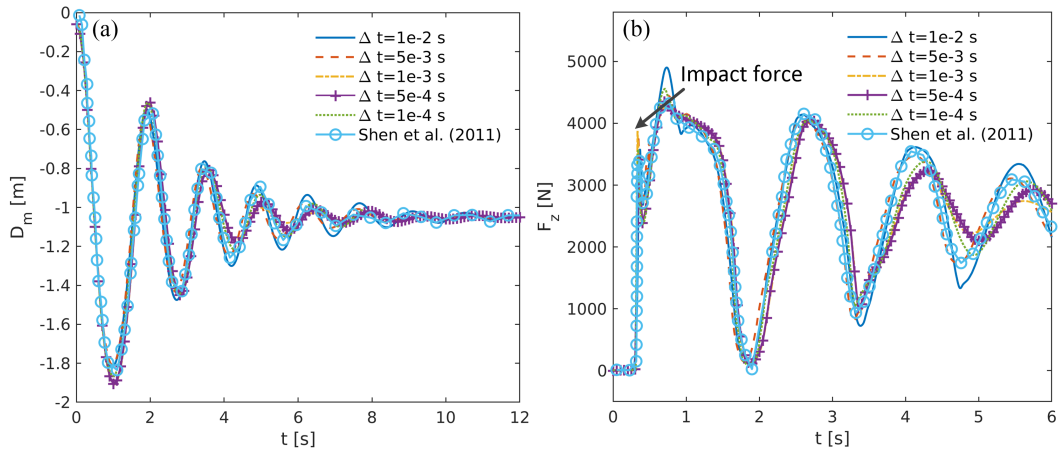 (a)
Δ t=1e-2 s
Δ t=5e-3 s
Δ t=1e-3 s
Δ t=5e-4 s
Δ t=1e-4 s
Shen et al. (2011)
0
-0.2
-0.4
-0.6
-0.8
-1
-1.2
-1.4
-1.6
-1.8
-2
D_m [m]
0 2 4 6 8 10 12
t [s]
(b)
Δ t=1e-2 s
Δ t=5e-3 s
Δ t=1e-3 s
Δ t=5e-4 s
Δ t=1e-4 s
Shen et al. (2011)
Impact force
5000
4000
3000
2000
1000
0
F_z [N]
0 1 2 3 4 5 6
t [s]